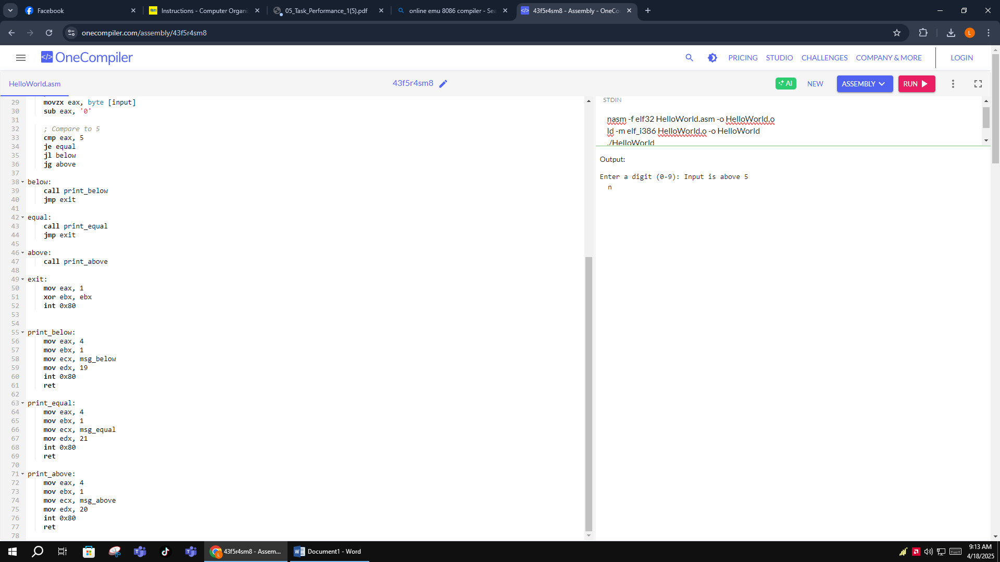 Facebook
Instructions - Computer Organi
05_Task_Performance_1(5).pdf
online emu 8086 compiler - Sea
43f5r4sm8 - Assembly - OneCo
onecompiler.com/assembly/43f5r4sm8
L
OneCompiler
PRICING
STUDIO
CHALLENGES
COMPANY & MORE
LOGIN
HelloWorld.asm
43f5r4sm8
AI
NEW
ASSEMBLY
RUN
29 movzx eax, byte [input]
30 sub eax, '0'
31
32 ; Compare to 5
33 cmp eax, 5
34 je equal
35 jl below
36 jg above
37
38 below:
39 call print_below
40 jmp exit
41
42 equal:
43 call print_equal
44 jmp exit
45
46 above:
47 call print_above
48
49 exit:
50 mov eax, 1
51 xor ebx, ebx
52 int 0x80
53
54
55 print_below:
56 mov eax, 4
57 mov ebx, 1
58 mov ecx, msg_below
59 mov edx, 19
60 int 0x80
61 ret
62
63 print_equal:
64 mov eax, 4
65 mov ebx, 1
66 mov ecx, msg_equal
67 mov edx, 21
68 int 0x80
69 ret
70
71 print_above:
72 mov eax, 4
73 mov ebx, 1
74 mov ecx, msg_above
75 mov edx, 20
76 int 0x80
77 ret
78
STDIN
nasm -f elf32 HelloWorld.asm -o HelloWorld.o
ld -m elf_i386 HelloWorld.o -o HelloWorld
./HelloWorld
Output:
Enter a digit (0-9): Input is above 5
n
43f5r4sm8 - Assem...
Document1 - Word
9:13 AM
4/18/2025